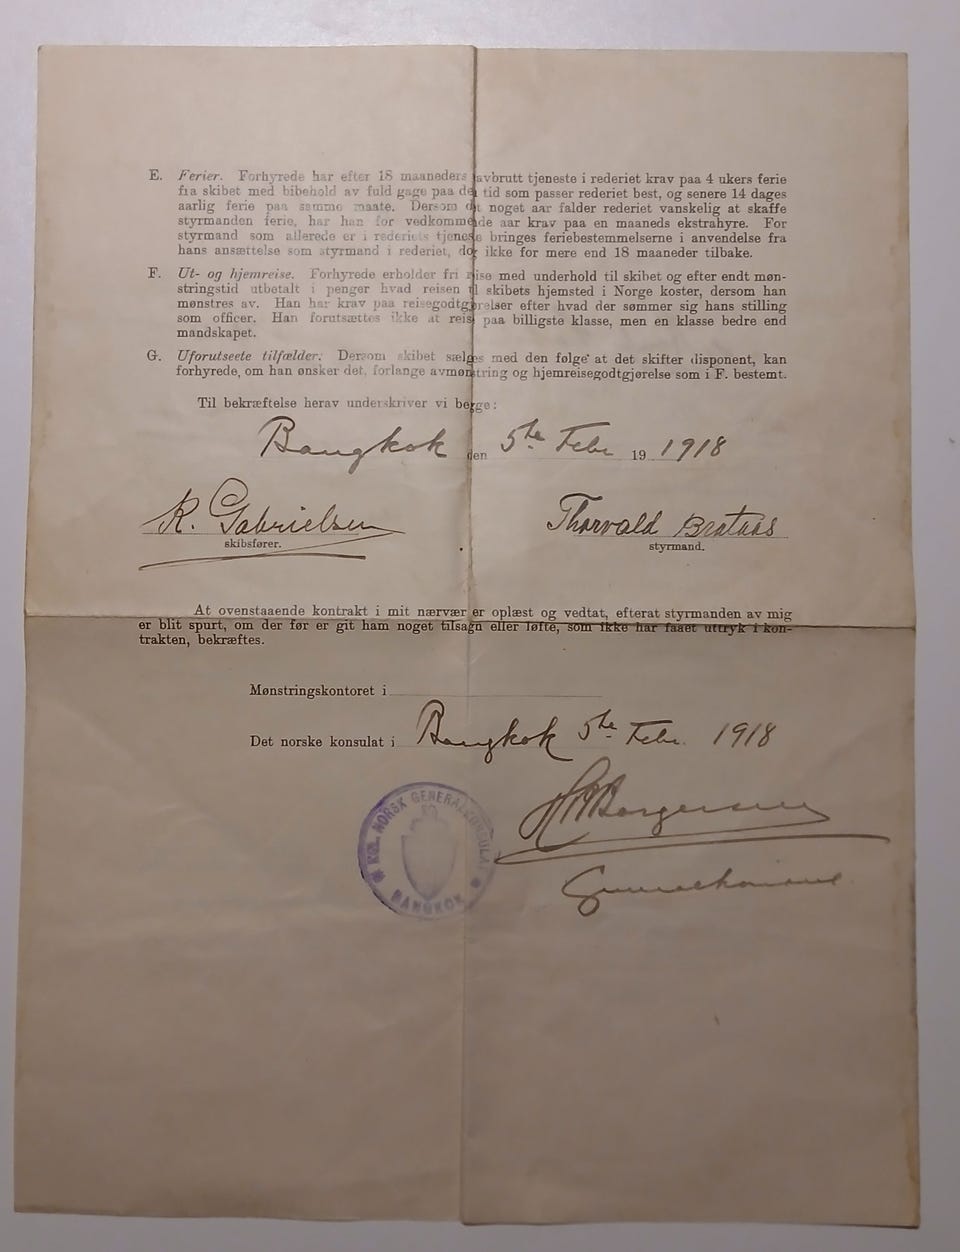 E. Ferier. Forhyrede har efter 18 maaneders avbrutt tjeneste i rederiet krav paa 4 ukers ferie
fra skibet med bibehold av fuld gage paa den tid som passer rederiet best, og senere 14 dages
aarlig ferie paa samme maate. Dersom det noget aar falder rederiet vanskelig at skaffe
styrmanden ferie, har han for vedkommende aar krav paa en maaneds ekstrahyre. For
styrmand som allerede er i rederiets tjeneste bringes feriebestemmelserne i anvendelse fra
hans ansættelse som styrmand i rederiet, dog ikke for mere end 18 maaneder tilbake.
F. Ut- og hjemreise. Forhyrede erholder fri reise med underhold til skibet og efter endt møn-
stringstid utbetalt i penger hvad reisen til skibets hjemsted i Norge koster, dersom han
mønstres av. Han har krav paa reisegodtgjørelser efter hvad der sømmer sig hans stilling
som officer. Han forutsættes ikke at reise paa billigste klasse, men en klasse bedre end
mandskapet.
G. Uforutseete tilfælder. Dersom skibet sælges med den følge at det skifter disponent, kan
forhyrede, om han ønsker det, forlange avmønstring og hjemreisegodtgjørelse som i F. bestemt.
Til bekræftelse herav underskriver vi begge:
Bangkok den 5te Febr 19 1918
R. Gabrielsen
skibsfører.
Thorvald Brataas
styrmand.
At ovenstaaende kontrakt i mit nærvær er oplæst og vedtat, efterat styrmanden av mig
er blit spurt, om der før er git ham noget tilsagn eller løfte, som ikke har faaet uttryk i kon-
trakten, bekræftes.
Mønstringskontoret i
Det norske konsulat i Bangkok 5te Febr. 1918
KGL. NORSK GENERALKONSULAT
BANGKOK
Borgersen